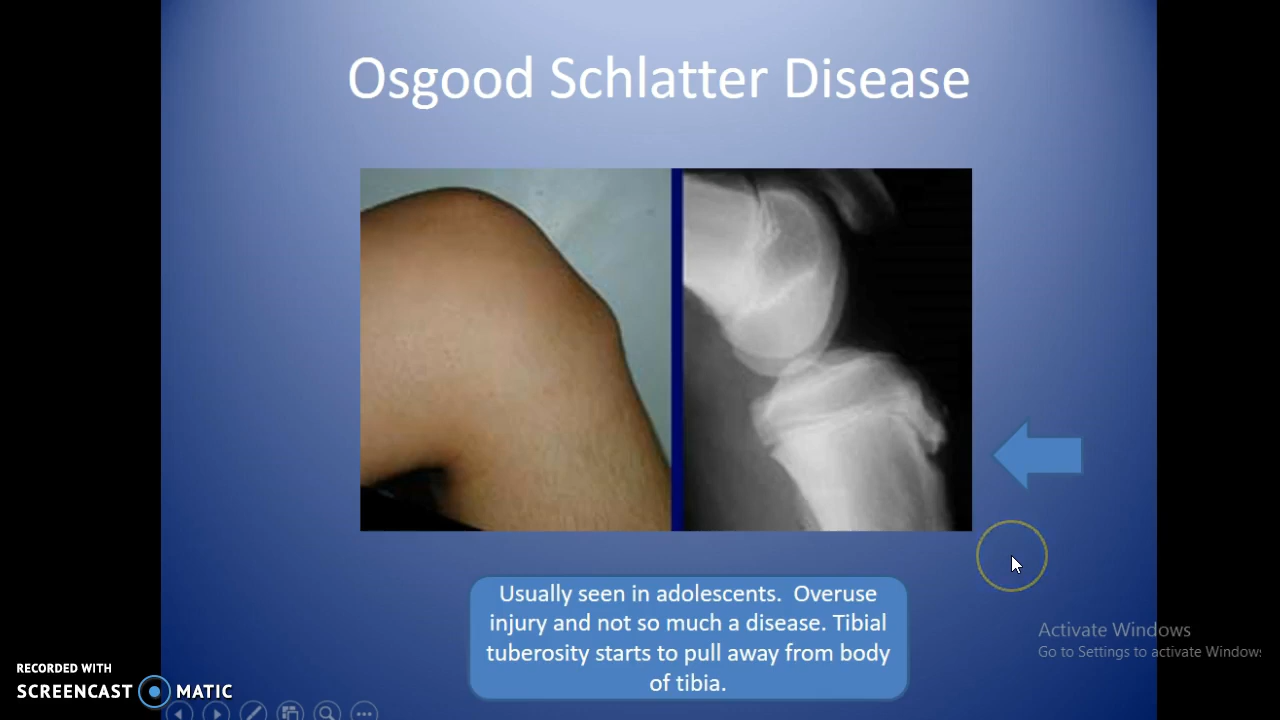 Osgood Schlatter Disease
Usually seen in adolescents.  Overuse
injury and not so much a disease. Tibial
tuberosity starts to pull away from body
of tibia.
Activate Windows
Go to Settings to activate Windows
RECORDED WITH
SCREENCAST MATIC